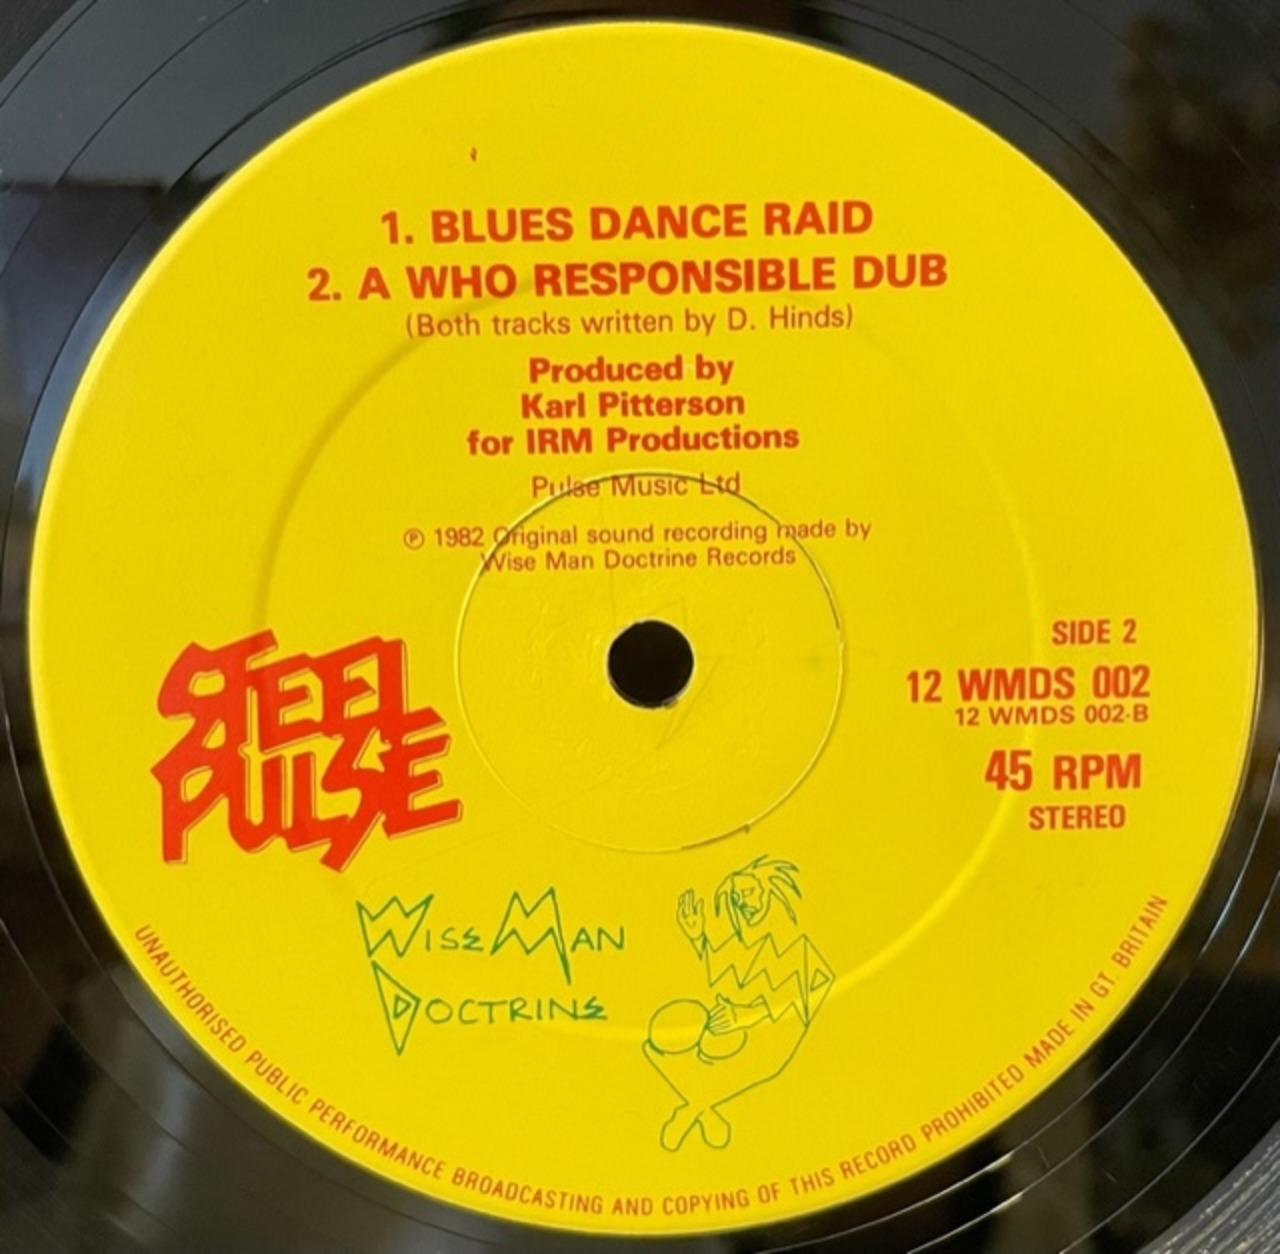 1. BLUES DANCE RAID
2. A WHO RESPONSIBLE DUB
(Both tracks written by D. Hinds)
Produced by
Karl Pitterson
for IRM Productions
Pulse Music Ltd
℗ 1982 Original sound recording made by
Wise Man Doctrine Records
SIDE 2
12 WMDS 002
12 WMDS 002-B
45 RPM
STEREO
STEEL
PULSE
WISE MAN
DOCTRINE
UNAUTHORISED PUBLIC PERFORMANCE BROADCASTING AND COPYING OF THIS RECORD PROHIBITED MADE IN GT. BRITAIN